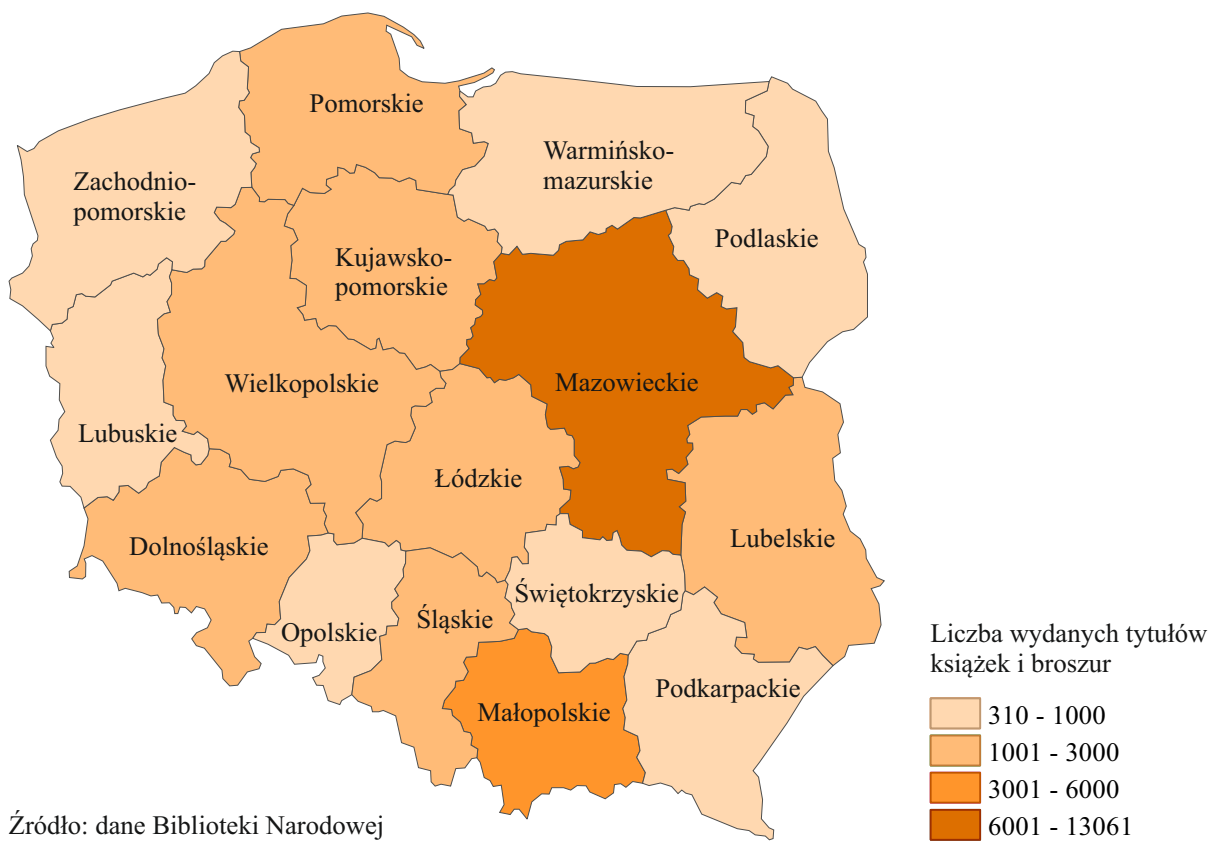 Pomorskie
Warmińsko-
mazurskie
Zachodnio-
pomorskie
Podlaskie
Kujawsko-
pomorskie
Wielkopolskie
Mazowieckie
Lubuskie
Łódzkie
Dolnośląskie
Lubelskie
Świętokrzyskie
Opolskie
Śląskie
Podkarpackie
Małopolskie
Liczba wydanych tytułów
książek i broszur
310 - 1000
1001 - 3000
3001 - 6000
6001 - 13061
Źródło: dane Biblioteki Narodowej